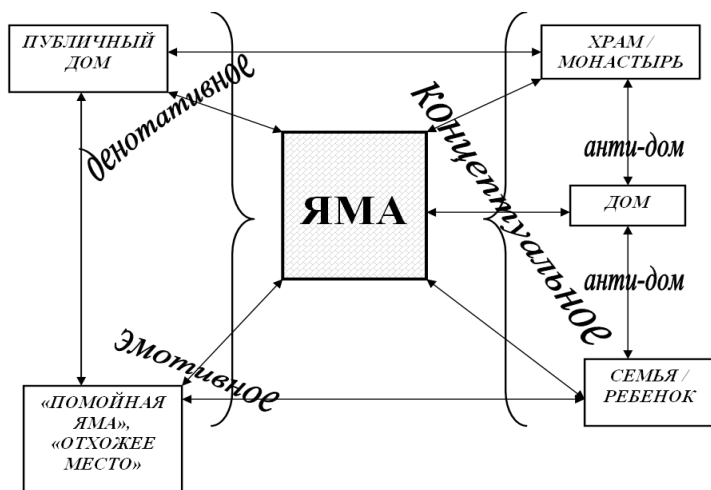 ПУБЛИЧНЫЙ
ДОМ
ХРАМ /
МОНАСТЫРЬ
денотативное
концептуальное
анти-дом
ЯМА
ДОМ
анти-дом
эмотивное
СЕМЬЯ /
РЕБЕНОК
«ПОМОЙНАЯ
ЯМА»,
«ОТХОЖЕЕ
МЕСТО»